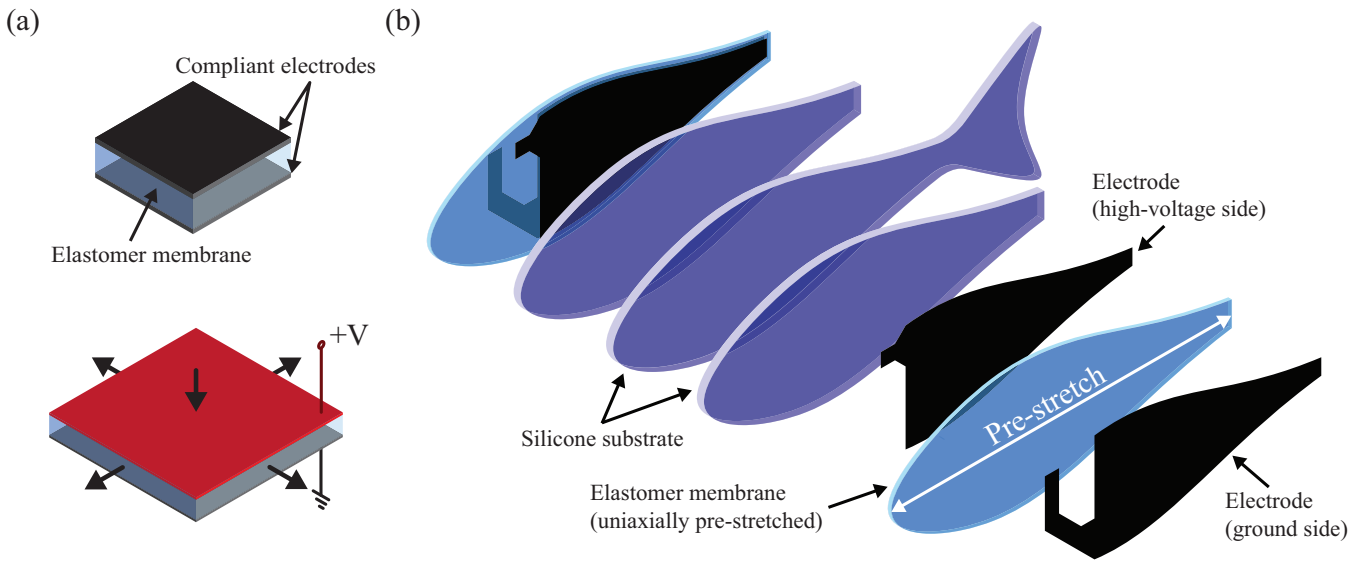 (a)
Compliant electrodes
Elastomer membrane
+V
(b)
Electrode
(high-voltage side)
Silicone substrate
Pre-stretch
Elastomer membrane
(uniaxially pre-stretched)
Electrode
(ground side)